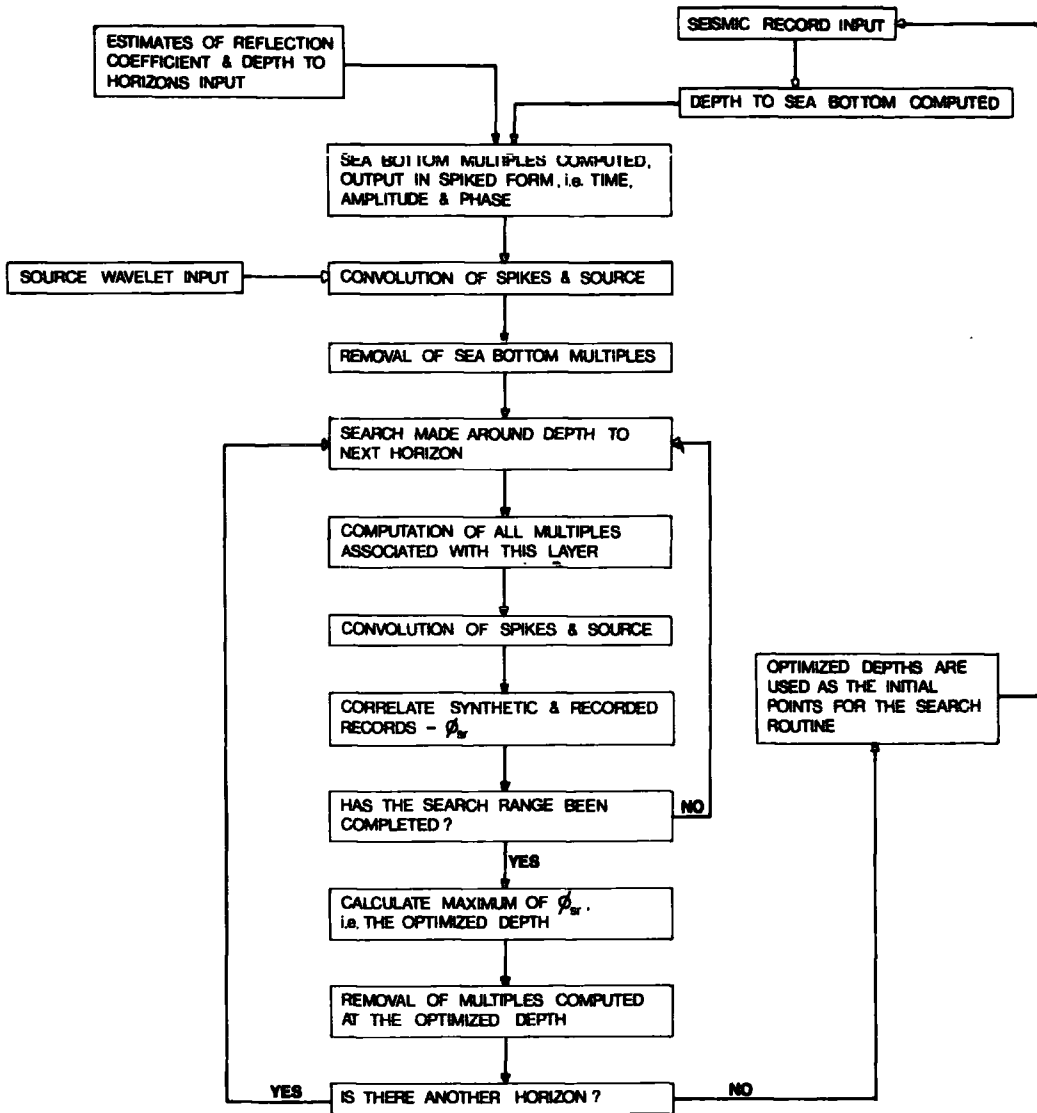 SEISMIC RECORD INPUT
ESTIMATES OF REFLECTION
COEFFICIENT & DEPTH TO
HORIZONS INPUT
DEPTH TO SEA BOTTOM COMPUTED
SEA BOTTOM MULTIPLES COMPUTED,
OUTPUT IN SPIKED FORM, i.e. TIME,
AMPLITUDE & PHASE
SOURCE WAVELET INPUT
CONVOLUTION OF SPIKES & SOURCE
REMOVAL OF SEA BOTTOM MULTIPLES
SEARCH MADE AROUND DEPTH TO
NEXT HORIZON
COMPUTATION OF ALL MULTIPLES
ASSOCIATED WITH THIS LAYER
CONVOLUTION OF SPIKES & SOURCE
OPTIMIZED DEPTHS ARE
USED AS THE INITIAL
POINTS FOR THE SEARCH
ROUTINE
CORRELATE SYNTHETIC & RECORDED
RECORDS - ϕsr
HAS THE SEARCH RANGE BEEN
COMPLETED ?
NO
YES
CALCULATE MAXIMUM OF ϕsr,
i.e. THE OPTIMIZED DEPTH
REMOVAL OF MULTIPLES COMPUTED
AT THE OPTIMIZED DEPTH
YES
IS THERE ANOTHER HORIZON ?
NO